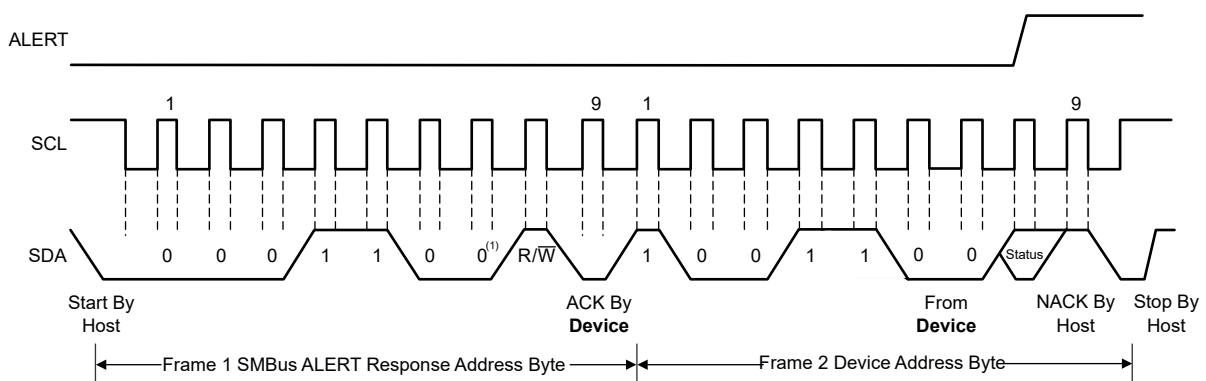 ALERT
1 9 1 9
SCL
SDA 0 0 0 1 1 0 0(1) R/W 1 0 0 1 1 0 0 Status
Start By Host
ACK By Device
From Device
NACK By Host
Stop By Host
Frame 1 SMBus ALERT Response Address Byte
Frame 2 Device Address Byte